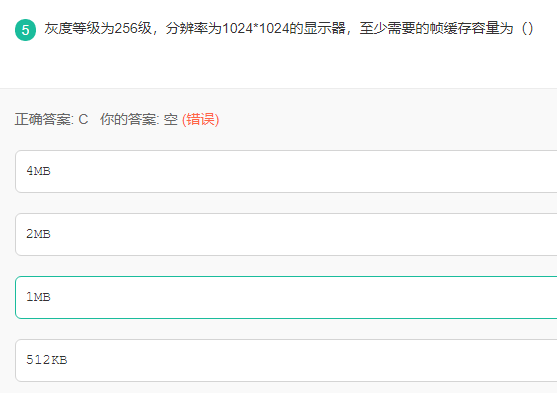 5 灰度等级为256级，分辨率为1024*1024的显示器，至少需要的帧缓存容量为（）
正确答案: C 你的答案: 空 (错误)
4MB
2MB
1MB
512KB